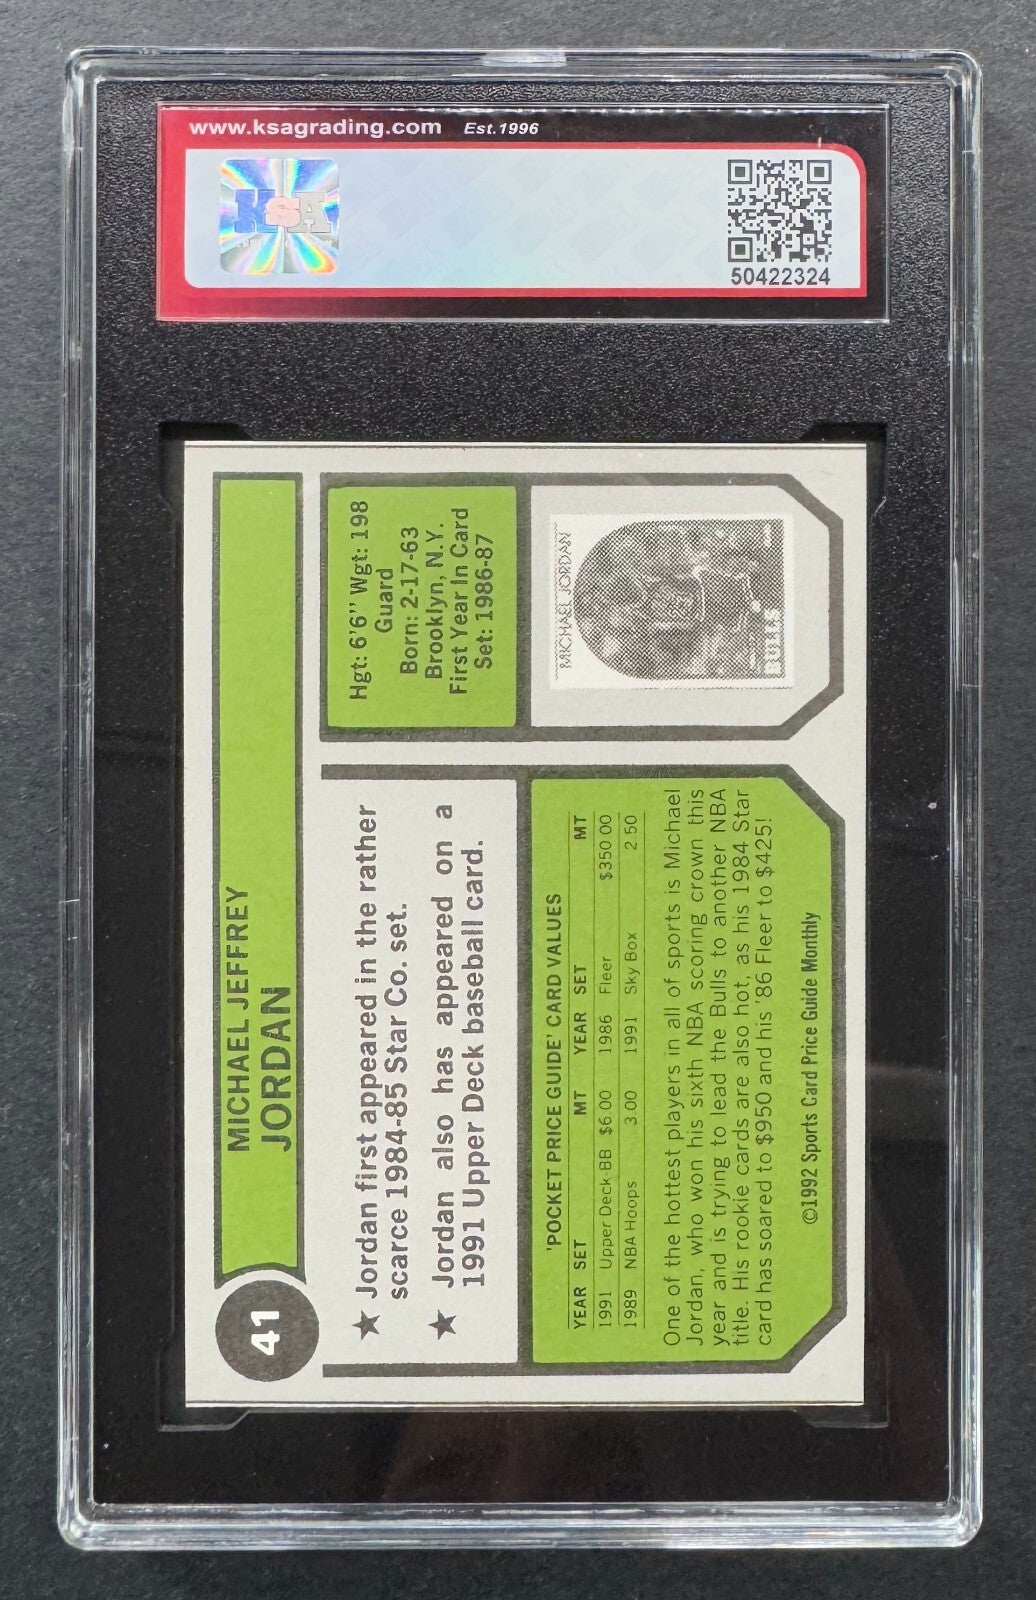 www.ksagrading.com Est.1996
KSA
50422324
41
MICHAEL JEFFREY
JORDAN
★ Jordan first appeared in the rather
scarce 1984-85 Star Co. set.
★ Jordan also has appeared on a
1991 Upper Deck baseball card.
Hgt: 6'6" Wgt: 198
Guard
Born: 2-17-63
Brooklyn, N.Y.
First Year In Card
Set: 1986-87
MICHAEL JORDAN
BULLS
'POCKET PRICE GUIDE' CARD VALUES
YEAR SET MT YEAR SET MT
1991 Upper Deck BB $6.00 1986 Fleer $350.00
1989 NBA Hoops 3.00 1991 Sky Box 2.50
One of the hottest players in all of sports is Michael
Jordan, who won his sixth NBA scoring crown this
year and is trying to lead the Bulls to another NBA
title. His rookie cards are also hot, as his 1984 Star
card has soared to $950 and his '86 Fleer to $425!
©1992 Sports Card Price Guide Monthly